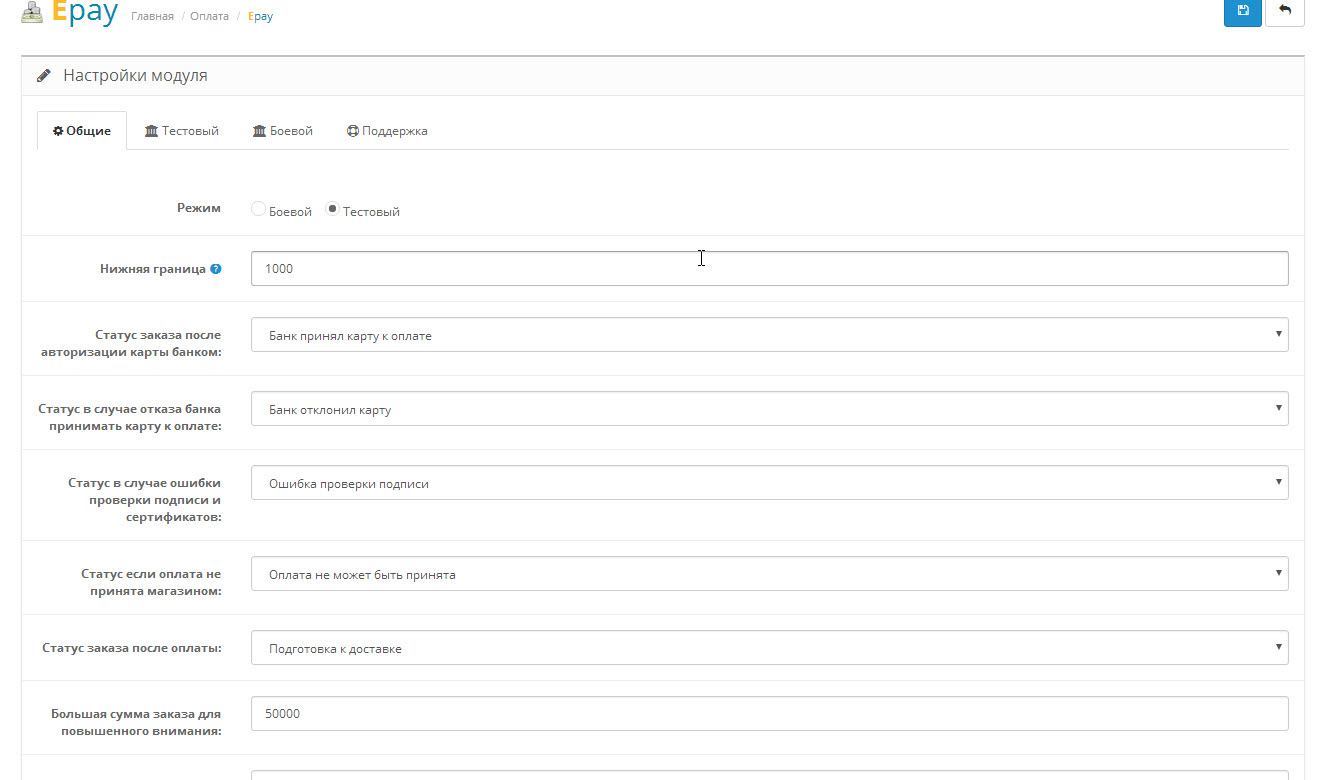 Epay Главная / Оплата / Epay
Настройки модуля
Общие Тестовый Боевой Поддержка
Режим Боевой Тестовый
Нижняя граница ? 1000
Статус заказа после
авторизации карты банком:
Банк принял карту к оплате
Статус в случае отказа банка
принимать карту к оплате:
Банк отклонил карту
Статус в случае ошибки
проверки подписи и
сертификатов:
Ошибка проверки подписи
Статус если оплата не
принята магазином:
Оплата не может быть принята
Статус заказа после оплаты: Подготовка к доставке
Большая сумма заказа для
повышенного внимания:
50000